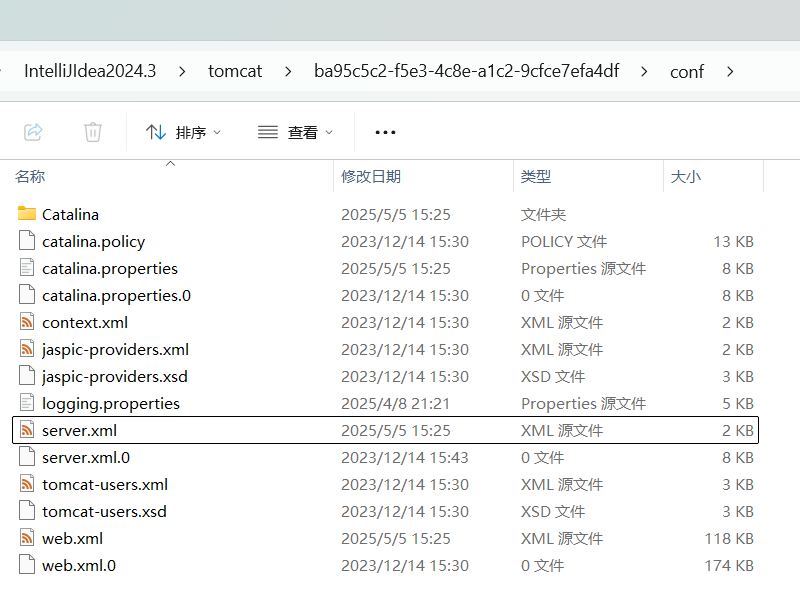 IntelliJIdea2024.3 > tomcat > ba95c5c2-f5e3-4c8e-a1c2-9cfce7efa4df > conf >
排序 查看
名称 修改日期 类型 大小
Catalina 2025/5/5 15:25 文件夹
catalina.policy 2023/12/14 15:30 POLICY 文件 13 KB
catalina.properties 2025/5/5 15:25 Properties 源文件 8 KB
catalina.properties.0 2023/12/14 15:30 0 文件 8 KB
context.xml 2023/12/14 15:30 XML 源文件 2 KB
jaspic-providers.xml 2023/12/14 15:30 XML 源文件 2 KB
jaspic-providers.xsd 2023/12/14 15:30 XSD 文件 3 KB
logging.properties 2025/4/8 21:21 Properties 源文件 5 KB
server.xml 2025/5/5 15:25 XML 源文件 2 KB
server.xml.0 2023/12/14 15:43 0 文件 8 KB
tomcat-users.xml 2023/12/14 15:30 XML 源文件 3 KB
tomcat-users.xsd 2023/12/14 15:30 XSD 文件 3 KB
web.xml 2025/5/5 15:25 XML 源文件 118 KB
web.xml.0 2023/12/14 15:30 0 文件 174 KB